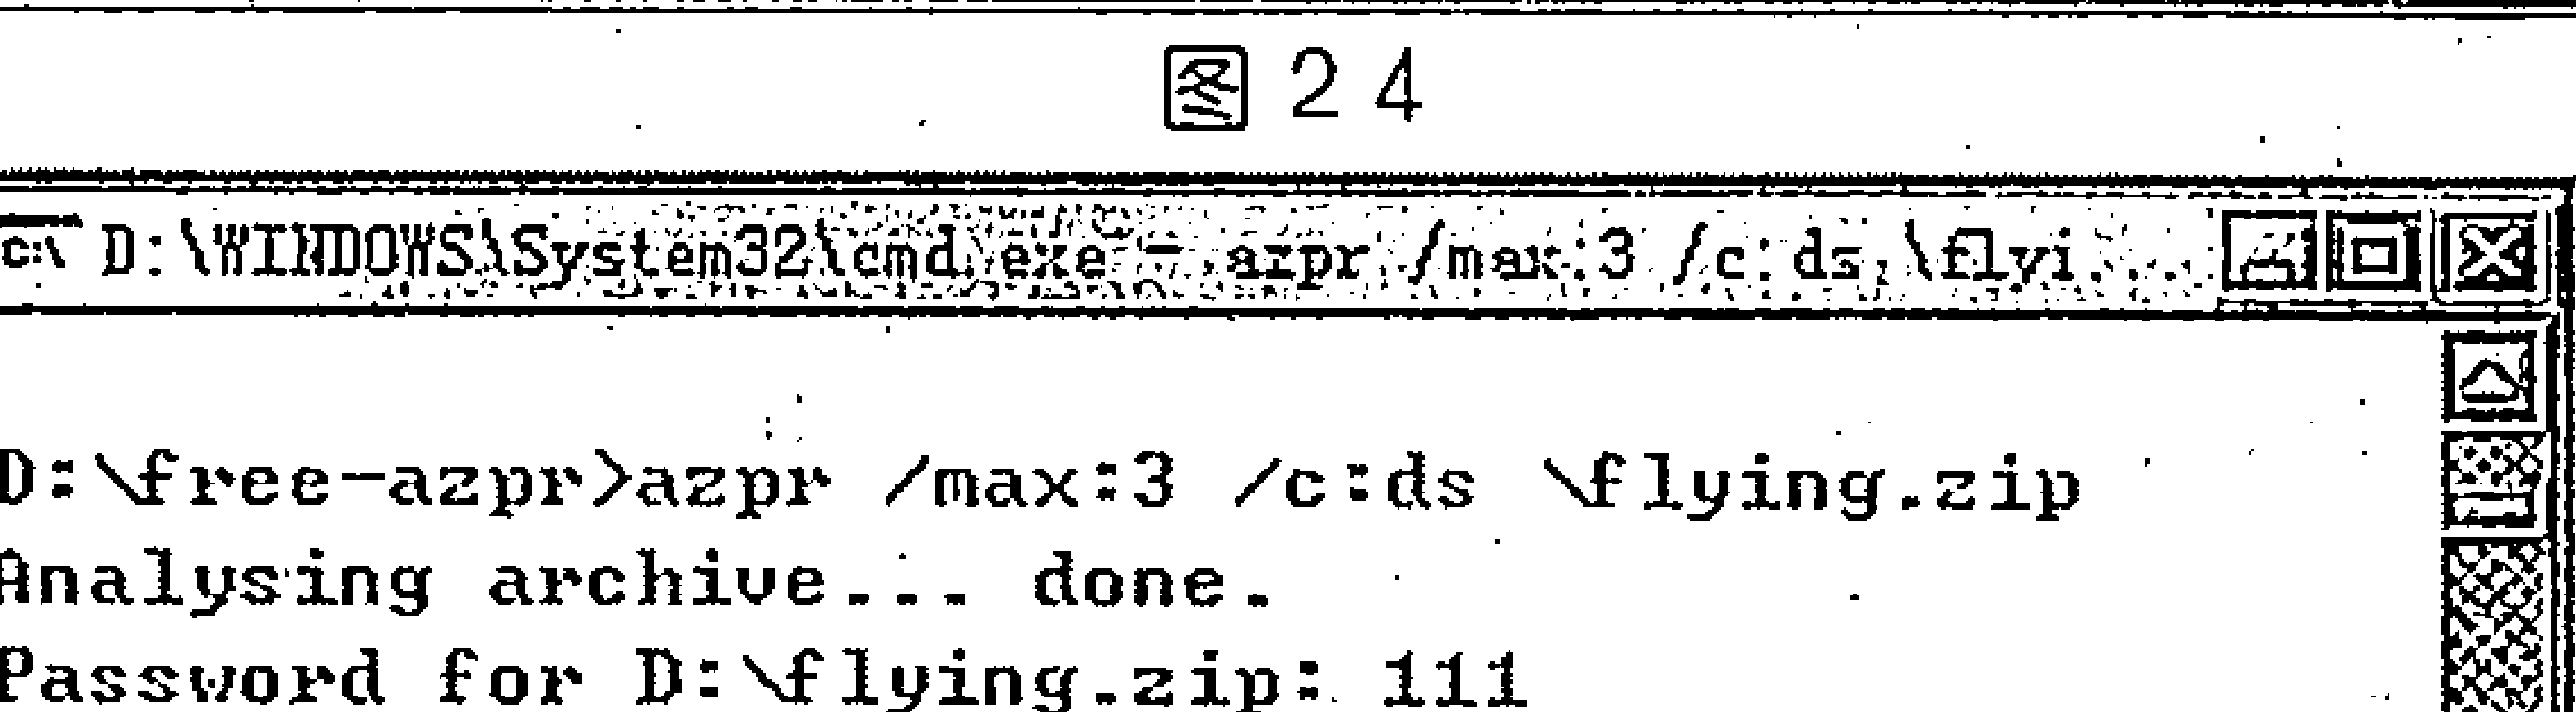 图24
D:\WINDOWS\System32\cmd.exe - azpr /max:3 /c:ds \flyi...
D:\free-azpr>azpr /max:3 /c:ds \flying.zip
Analysing archive... done.
Password for D:\flying.zip: 111